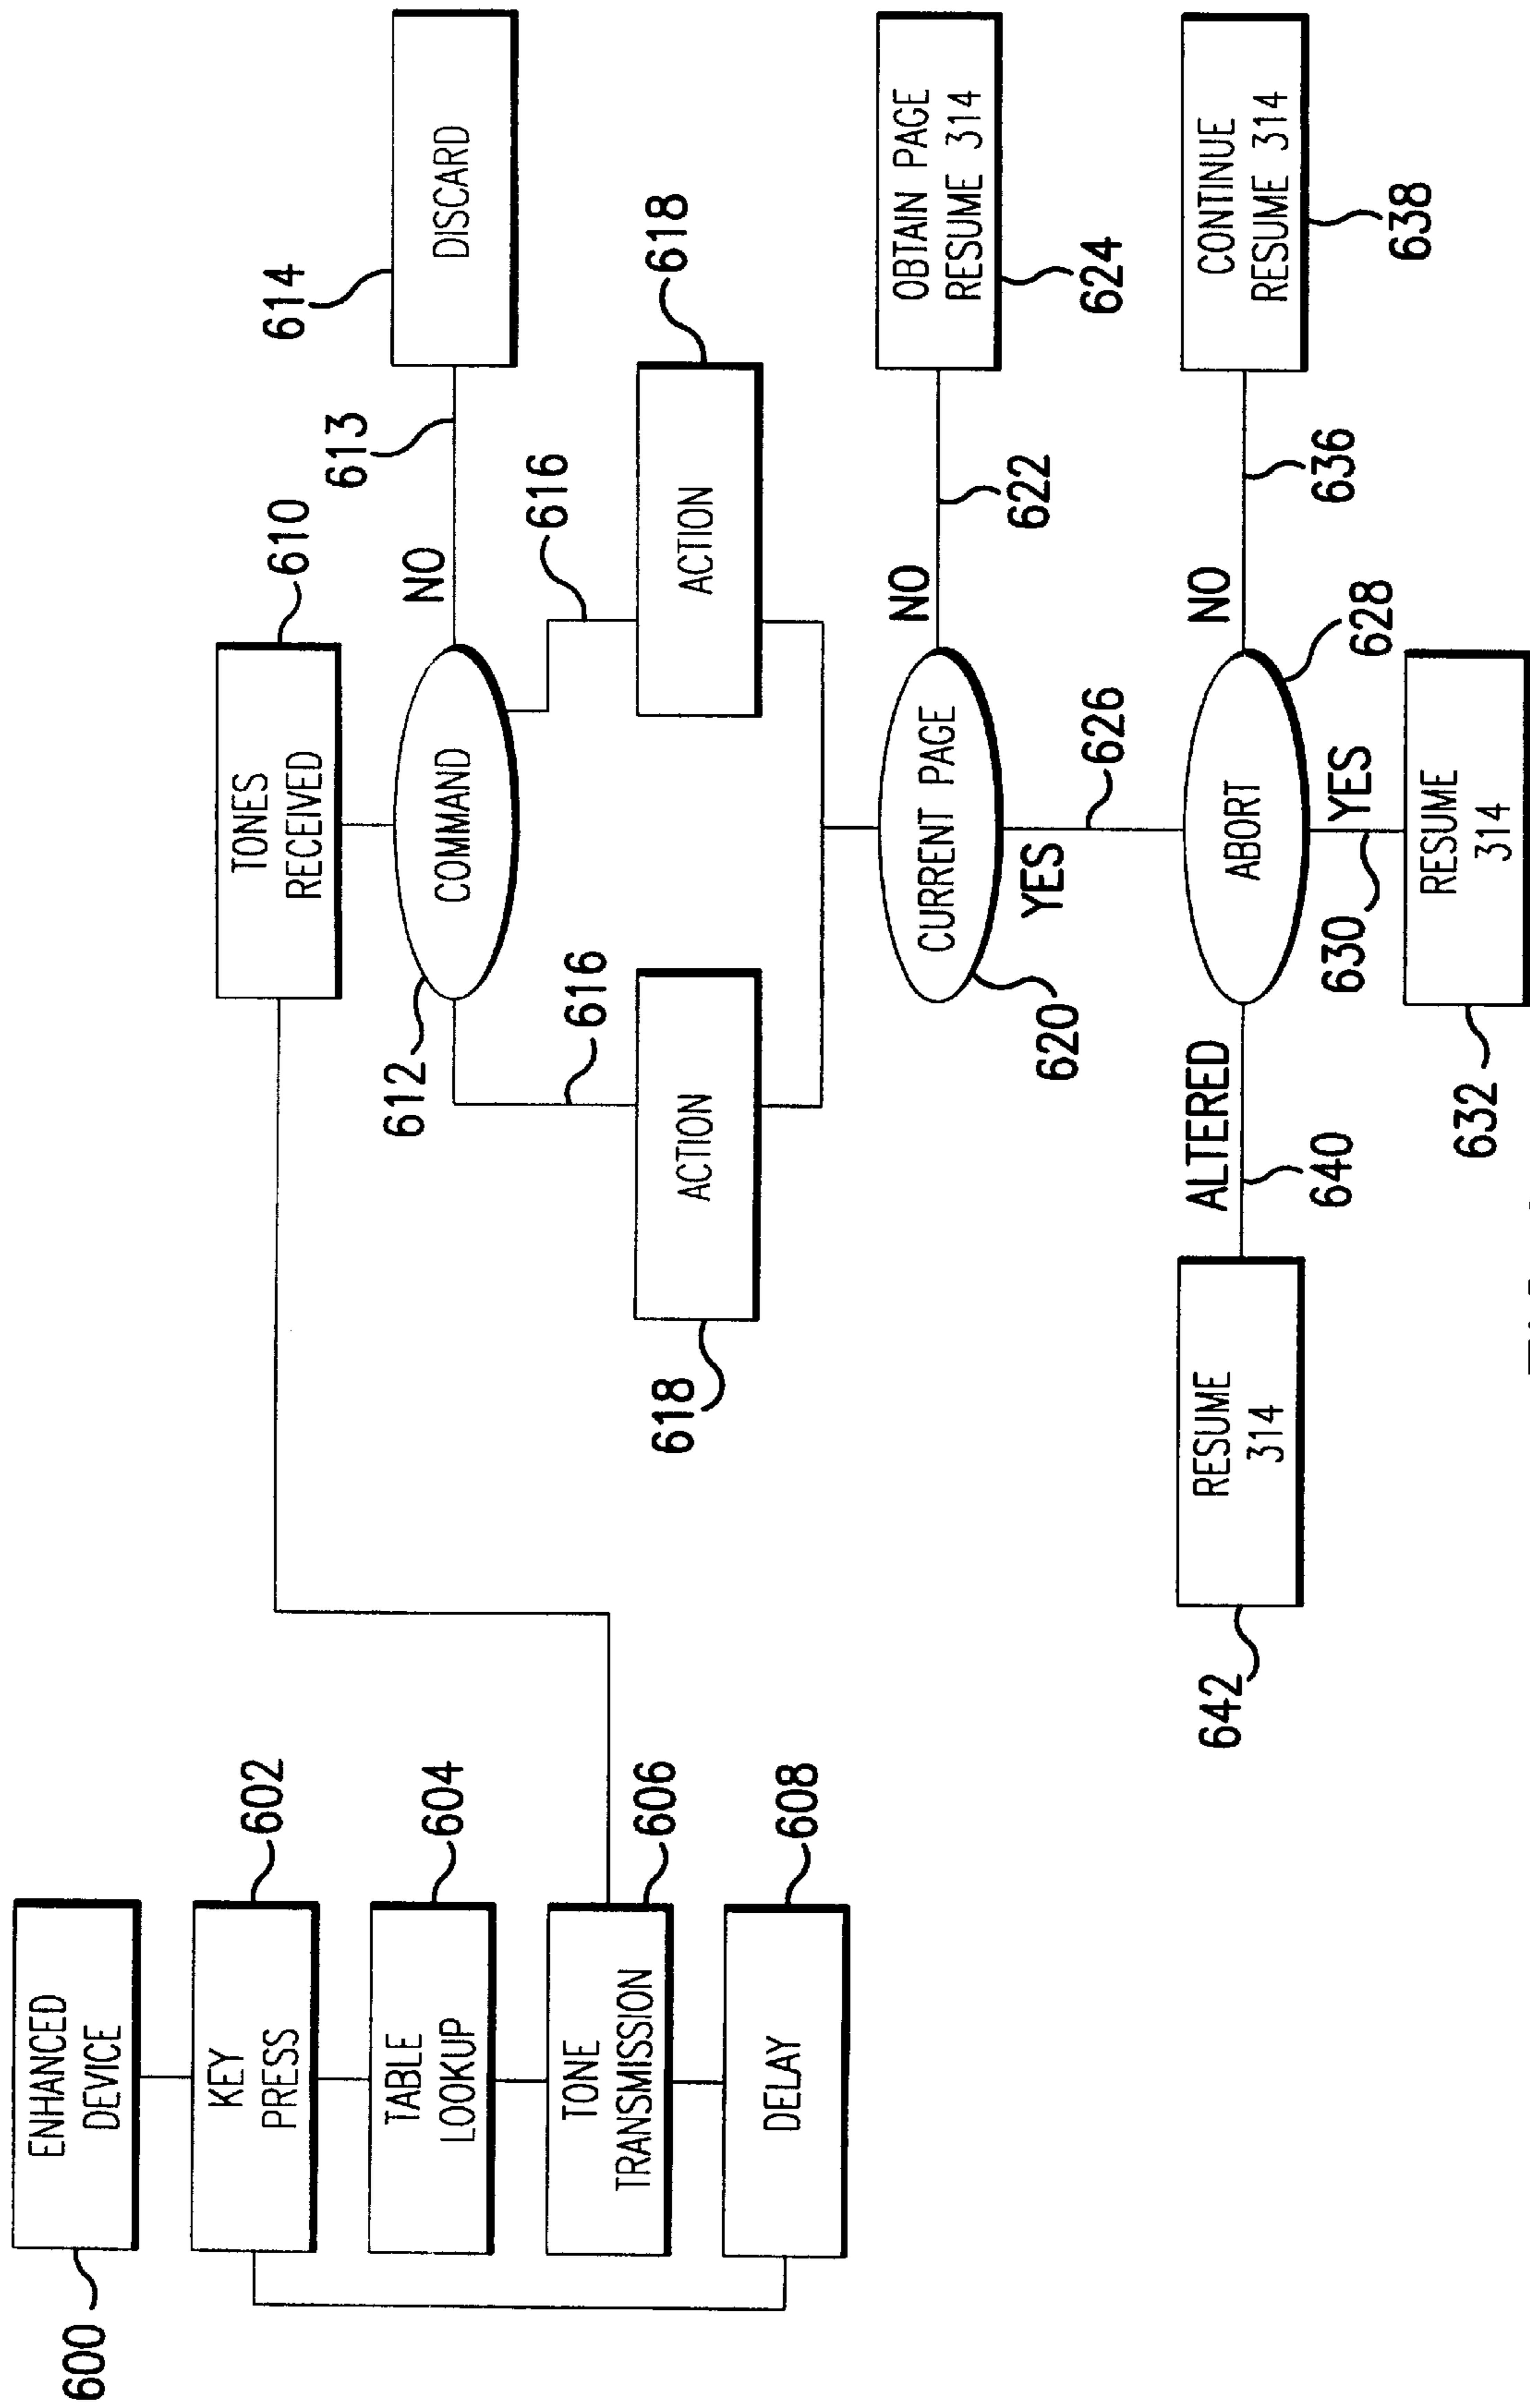 600
ENHANCED
DEVICE
KEY
PRESS
602
TABLE
LOOKUP
604
TONE
TRANSMISSION
606
DELAY
608
TONES
RECEIVED
610
612
COMMAND
NO
613
614
DISCARD
616
616
618
ACTION
ACTION
618
620
CURRENT PAGE
NO
622
OBTAIN PAGE
RESUME 314
624
YES
626
642
RESUME
314
ALTERED
640
ABORT
628
NO
636
CONTINUE
RESUME 314
638
630
YES
632
RESUME
314